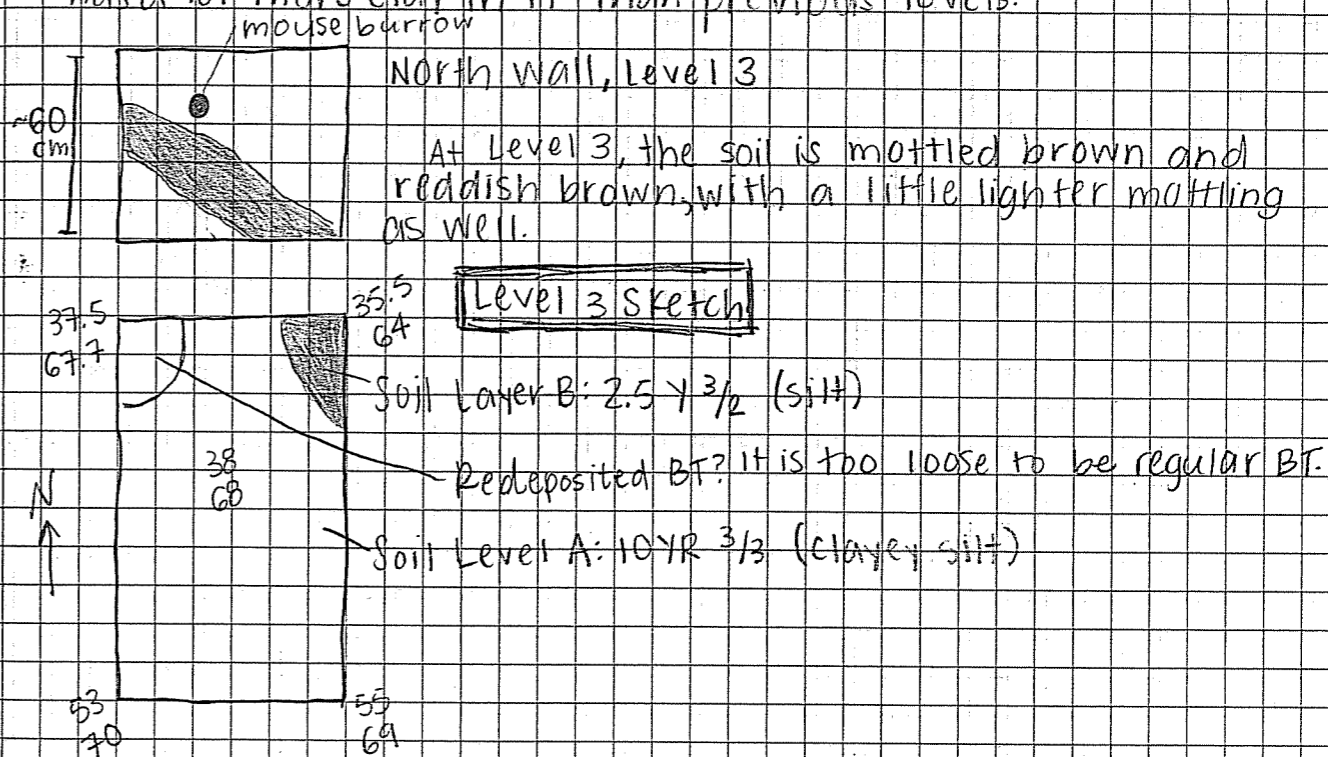 mouse burrow
North Wall, Level 3
~60
cm
At Level 3, the soil is mottled brown and
reddish brown, with a little lighter mottling
as well.
Level 3 Sketch
37.5
67.7
35.5
64
Soil Layer B: 2.5 Y 3/2 (silt)
Redeposited BT? It is too loose to be regular BT.
38
68
N
Soil Level A: 10YR 3/3 (clayey silt)
53
70
55
69